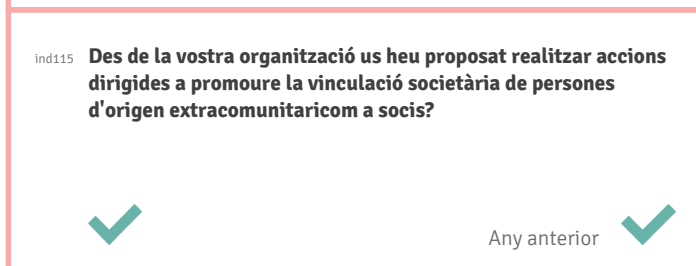 ind115 Des de la vostra organització us heu proposat realitzar accions
dirigides a promoure la vinculació societària de persones
d'origen extracomunitaricom a socis?
Any anterior